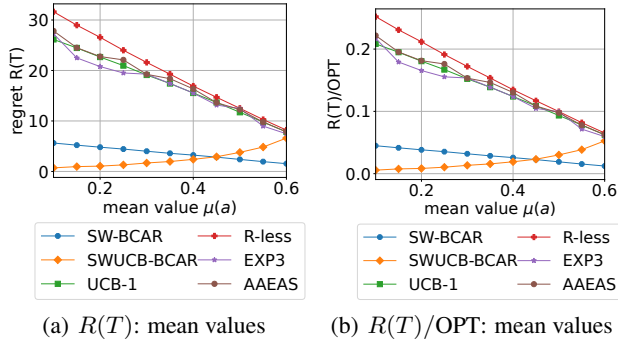 regret R(T)
30
20
10
0
0.2
0.4
0.6
mean value μ(a)
SW-BCAR
SWUCB-BCAR
UCB-1
R-less
EXP3
AAEAS
(a) R(T): mean values
R(T)/OPT
0.2
0.1
0.0
0.2
0.4
0.6
mean value μ(a)
SW-BCAR
SWUCB-BCAR
UCB-1
R-less
EXP3
AAEAS
(b) R(T)/OPT: mean values